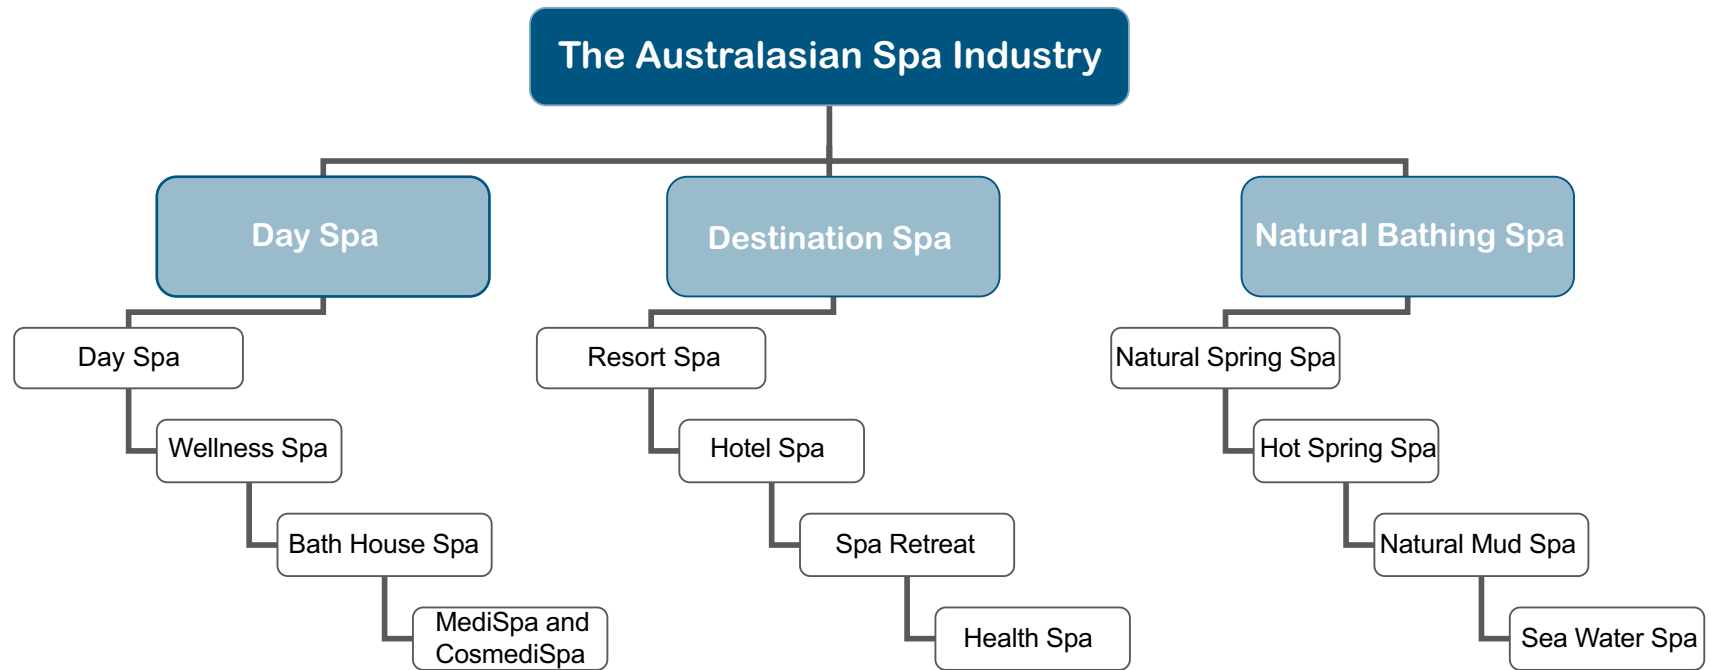 The Australasian Spa Industry
Day Spa
Destination Spa
Natural Bathing Spa
Day Spa
Resort Spa
Natural Spring Spa
Wellness Spa
Hotel Spa
Hot Spring Spa
Bath House Spa
Spa Retreat
Natural Mud Spa
MediSpa and
CosmediSpa
Health Spa
Sea Water Spa